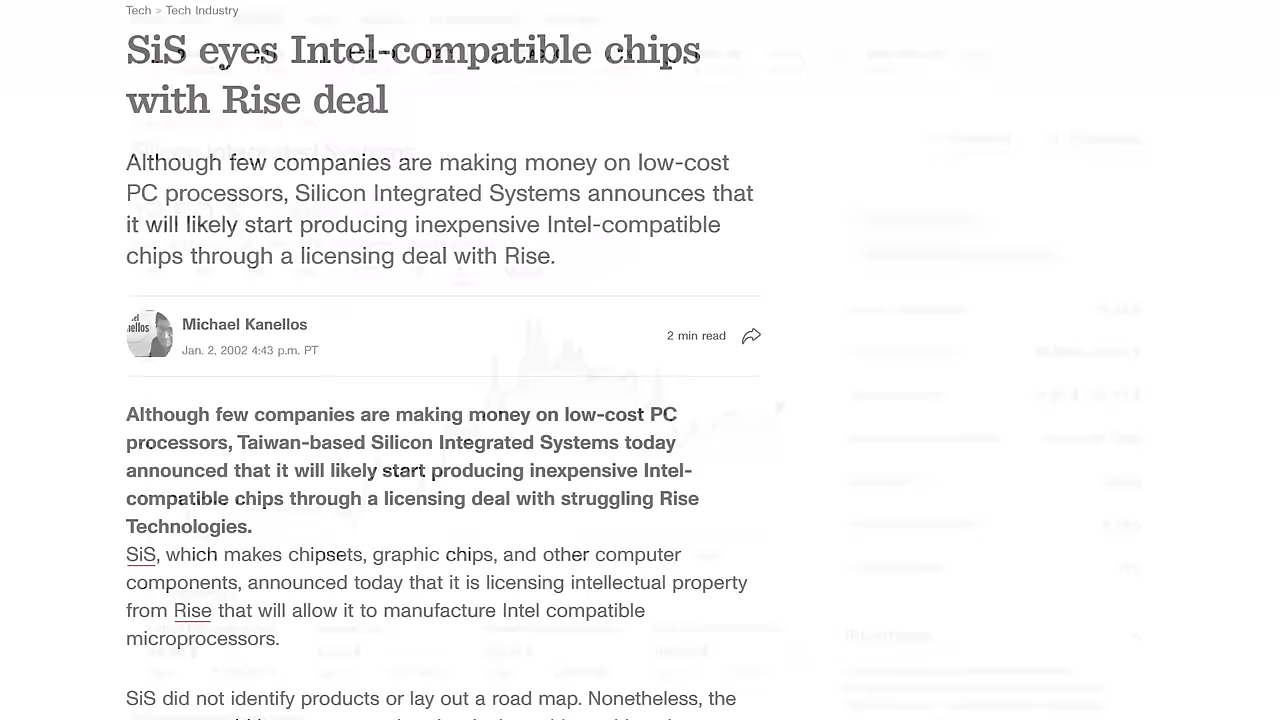 Tech > Tech Industry
SiS eyes Intel-compatible chips
with Rise deal
Although few companies are making money on low-cost
PC processors, Silicon Integrated Systems announces that
it will likely start producing inexpensive Intel-compatible
chips through a licensing deal with Rise.
Michael Kanellos
Jan. 2, 2002 4:43 p.m. PT
2 min read
Although few companies are making money on low-cost PC
processors, Taiwan-based Silicon Integrated Systems today
announced that it will likely start producing inexpensive Intel-
compatible chips through a licensing deal with struggling Rise
Technologies.
SiS, which makes chipsets, graphic chips, and other computer
components, announced today that it is licensing intellectual property
from Rise that will allow it to manufacture Intel compatible
microprocessors.
SiS did not identify products or lay out a road map. Nonetheless, the